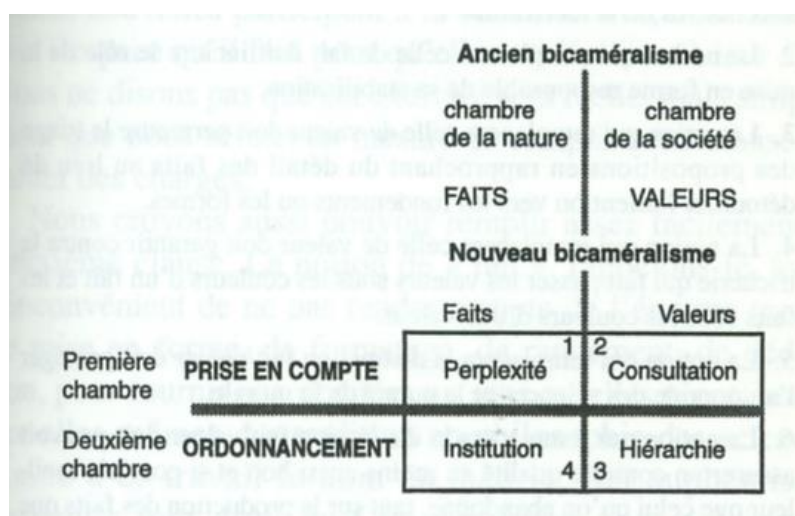 Ancien bicaméralisme
chambre chambre
de la nature de la société
FAITS VALEURS
Nouveau bicaméralisme
Faits Valeurs
1 2
Première chambre PRISE EN COMPTE Perplexité Consultation
Deuxième chambre ORDONNANCEMENT Institution Hiérarchie
4 3